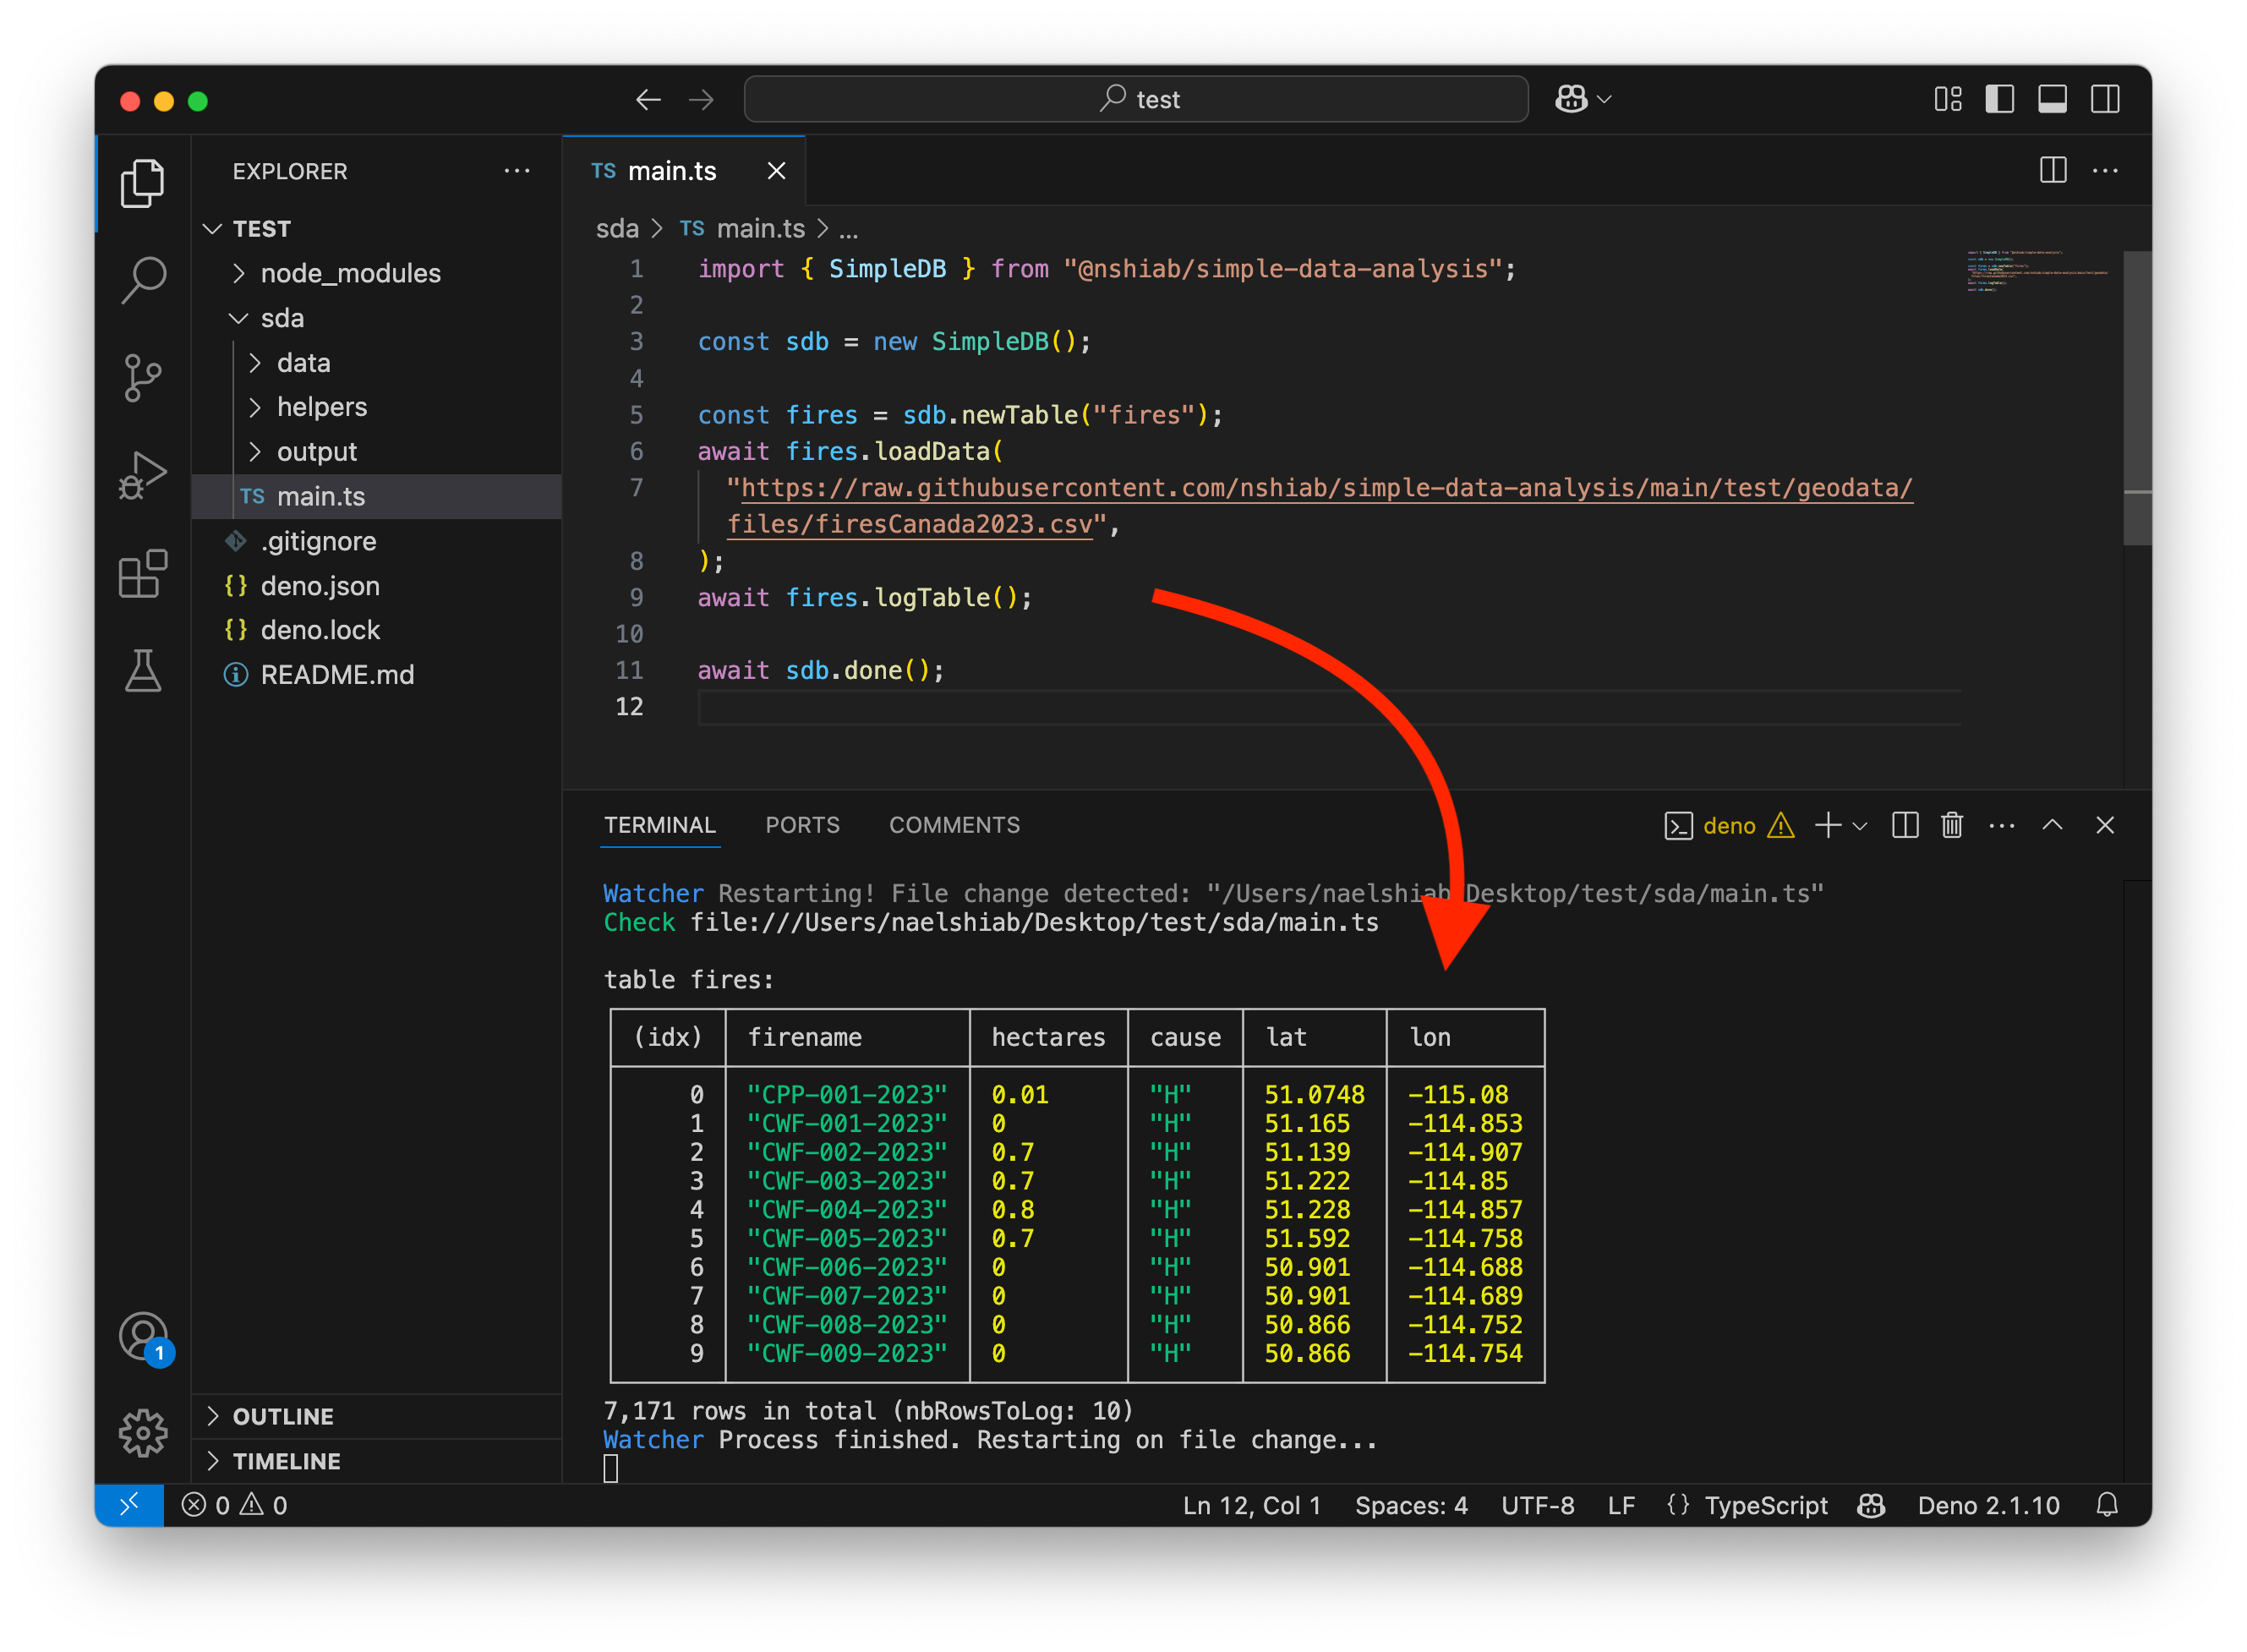 test
EXPLORER
TEST
node_modules
sda
data
helpers
output
TS main.ts
.gitignore
{} deno.json
{} deno.lock
README.md
OUTLINE
TIMELINE
1
TS main.ts
sda > TS main.ts > ...
1 import { SimpleDB } from "@nshiab/simple-data-analysis";
2
3 const sdb = new SimpleDB();
4
5 const fires = sdb.newTable("fires");
6 await fires.loadData(
7 "https://raw.githubusercontent.com/nshiab/simple-data-analysis/main/test/geodata/
files/firesCanada2023.csv",
8 );
9 await fires.logTable();
10
11 await sdb.done();
12
TERMINAL PORTS COMMENTS
deno
Watcher Restarting! File change detected: "/Users/naelshiab/Desktop/test/sda/main.ts"
Check file:///Users/naelshiab/Desktop/test/sda/main.ts
table fires:
(idx) firename hectares cause lat lon
0 "CPP-001-2023" 0.01 "H" 51.0748 -115.08
1 "CWF-001-2023" 0 "H" 51.165 -114.853
2 "CWF-002-2023" 0.7 "H" 51.139 -114.907
3 "CWF-003-2023" 0.7 "H" 51.222 -114.85
4 "CWF-004-2023" 0.8 "H" 51.228 -114.857
5 "CWF-005-2023" 0.7 "H" 51.592 -114.758
6 "CWF-006-2023" 0 "H" 50.901 -114.688
7 "CWF-007-2023" 0 "H" 50.901 -114.689
8 "CWF-008-2023" 0 "H" 50.866 -114.752
9 "CWF-009-2023" 0 "H" 50.866 -114.754
7,171 rows in total (nbRowsToLog: 10)
Watcher Process finished. Restarting on file change...
0 0 Ln 12, Col 1 Spaces: 4 UTF-8 LF {} TypeScript Deno 2.1.10